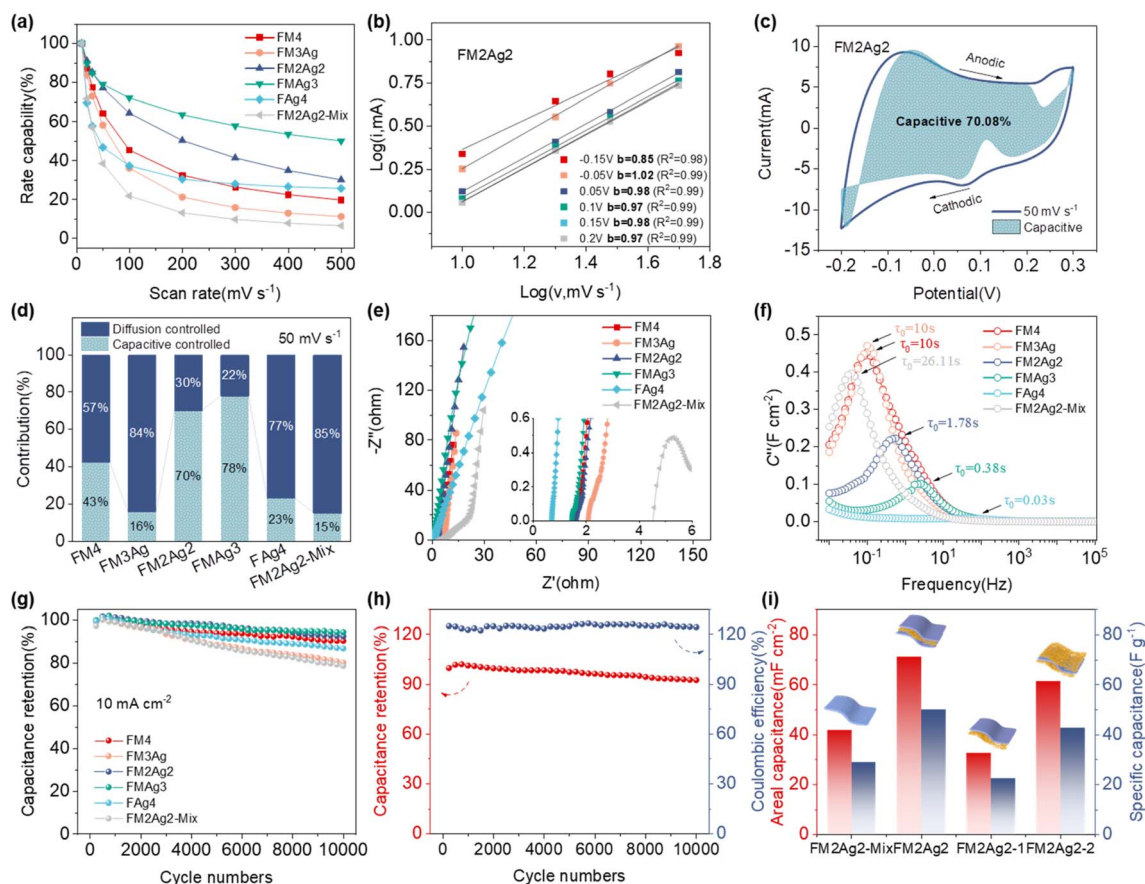 (a)
Rate capability(%)
100
80
60
40
20
0
0 100 200 300 400 500
Scan rate(mV s⁻¹)
FM4
FM3Ag
FM2Ag2
FMAg3
FAg4
FM2Ag2-Mix
(b)
FM2Ag2
Log(i,mA)
1.00
0.75
0.50
0.25
0.00
1.0 1.2 1.4 1.6 1.8
Log(v,mV s⁻¹)
-0.15V b=0.85 (R²=0.98)
-0.05V b=1.02 (R²=0.99)
0.05V b=0.98 (R²=0.99)
0.1V b=0.97 (R²=0.99)
0.15V b=0.98 (R²=0.99)
0.2V b=0.97 (R²=0.99)
(c)
FM2Ag2
Anodic
Capacitive 70.08%
Cathodic
50 mV s⁻¹
Capacitive
Current(mA)
15
10
5
0
-5
-10
-15
-0.2 -0.1 0.0 0.1 0.2 0.3
Potential(V)
(d)
Diffusion controlled
Capacitive controlled
50 mV s⁻¹
Contribution(%)
100
80
60
40
20
0
57% 84% 30% 22% 77% 85%
43% 16% 70% 78% 23% 15%
FM4 FM3Ag FM2Ag2 FMAg3 FAg4 FM2Ag2-Mix
(e)
-Z''(ohm)
160
120
80
40
0
0 30 60 90 120 150
Z'(ohm)
FM4
FM3Ag
FM2Ag2
FMAg3
FAg4
FM2Ag2-Mix
0.6
0.4
0.2
0.0
2 4 6
(f)
C''(F cm⁻²)
0.5
0.4
0.3
0.2
0.1
0.0
10⁻¹ 10¹ 10³ 10⁵
Frequency(Hz)
τ₀=10s
τ₀=10s
τ₀=26.11s
τ₀=1.78s
τ₀=0.38s
τ₀=0.03s
FM4
FM3Ag
FM2Ag2
FMAg3
FAg4
FM2Ag2-Mix
(g)
Capacitance retention(%)
100
80
60
40
20
0
10 mA cm⁻²
FM4
FM3Ag
FM2Ag2
FMAg3
FAg4
FM2Ag2-Mix
0 2000 4000 6000 8000 10000
Cycle numbers
(h)
Capacitance retention(%)
120
90
60
30
0
Coulombic efficiency(%)
120
100
80
60
40
20
0
0 2000 4000 6000 8000 10000
Cycle numbers
(i)
Areal capacitance(mF cm⁻²)
80
60
40
20
0
Specific capacitance(F g⁻¹)
80
60
40
20
0
FM2Ag2-Mix FM2Ag2 FM2Ag2-1 FM2Ag2-2